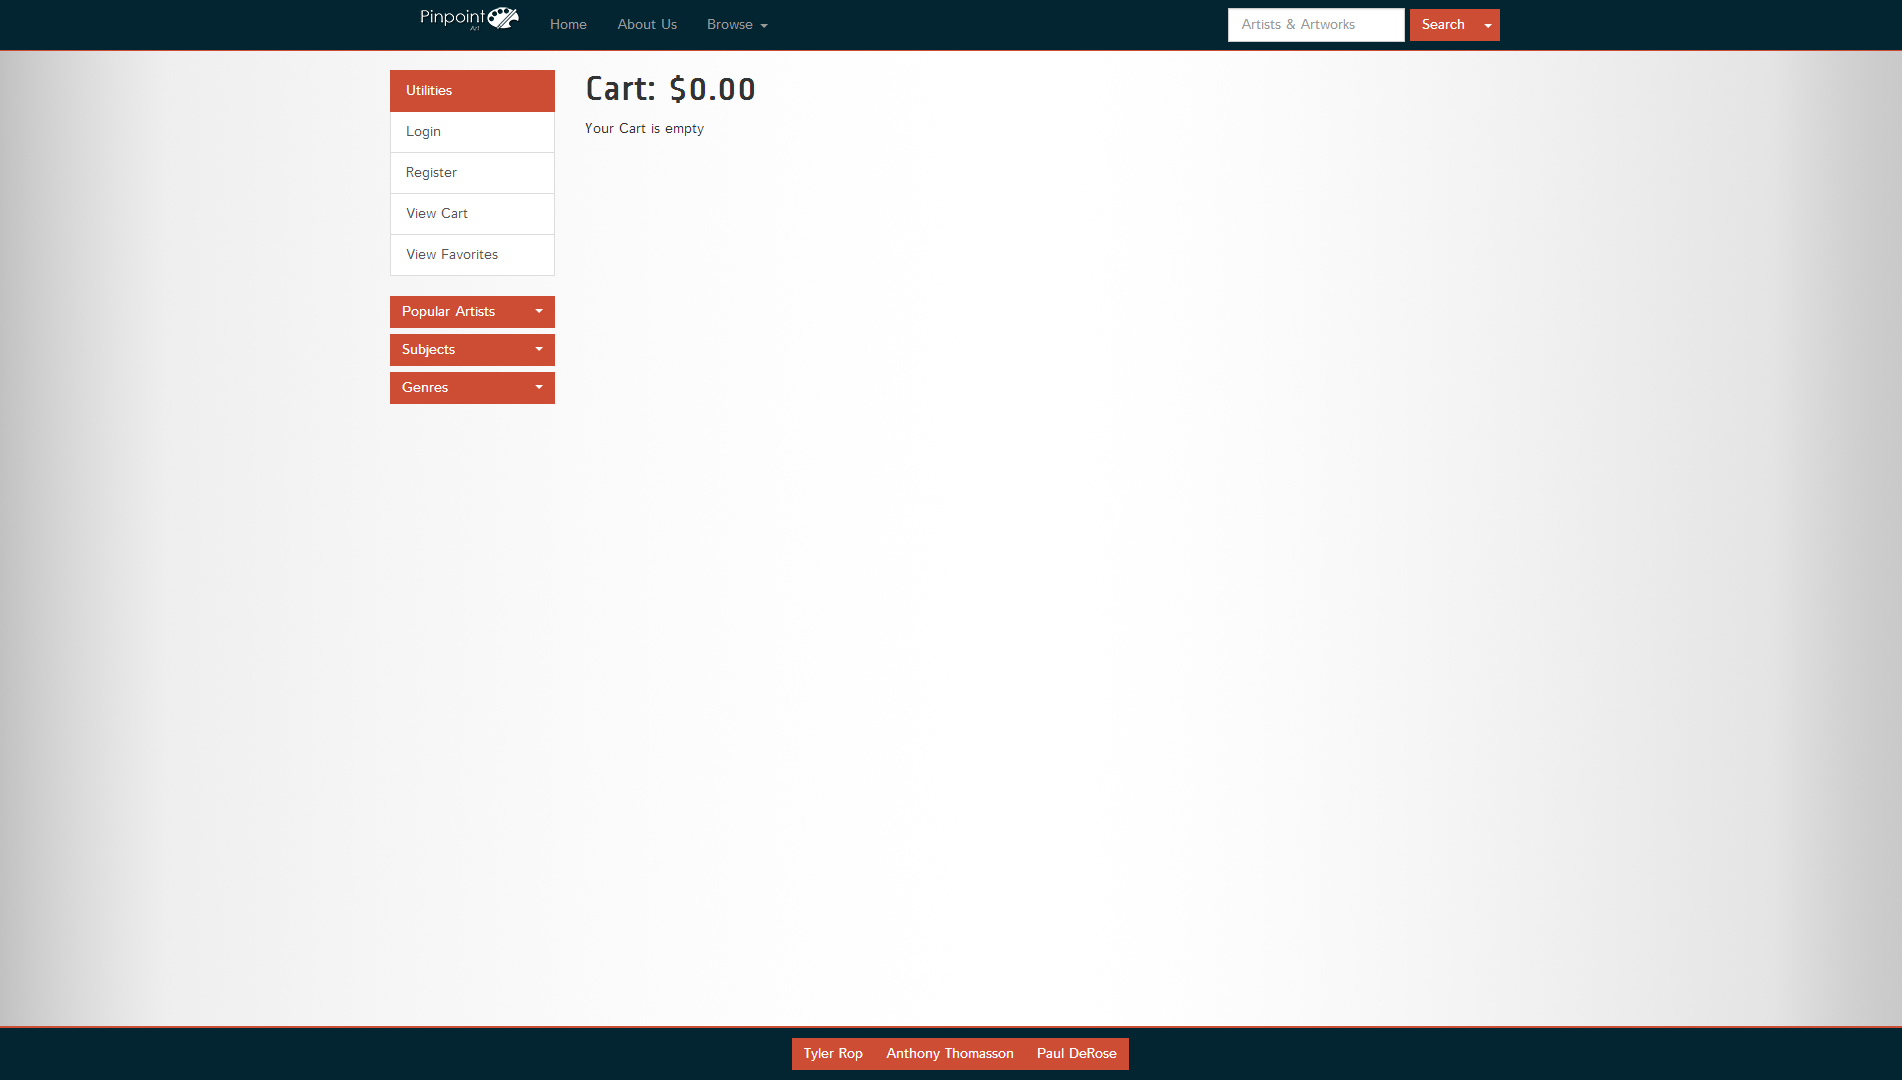 Pinpoint
Art
Home
About Us
Browse
Artists & Artworks
Search
Utilities
Login
Register
View Cart
View Favorites
Popular Artists
Subjects
Genres
Cart: $0.00
Your Cart is empty
Tyler Rop
Anthony Thomasson
Paul DeRose